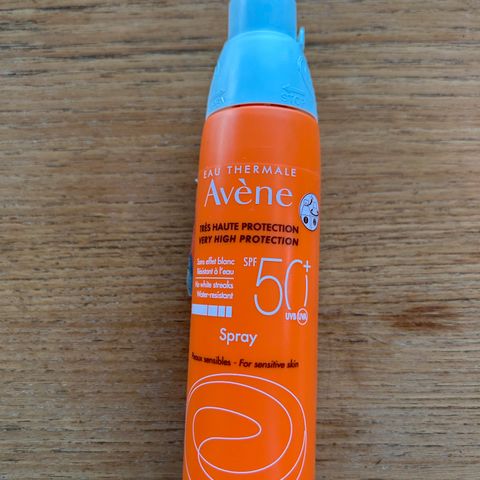 EAU THERMALE
Avène
TRÈS HAUTE PROTECTION
VERY HIGH PROTECTION
Sans effet blanc
Résistant à l'eau
No white streaks
Water-resistant
SPF 50+
UVB UVA
Spray
Peaux sensibles - For sensitive skin